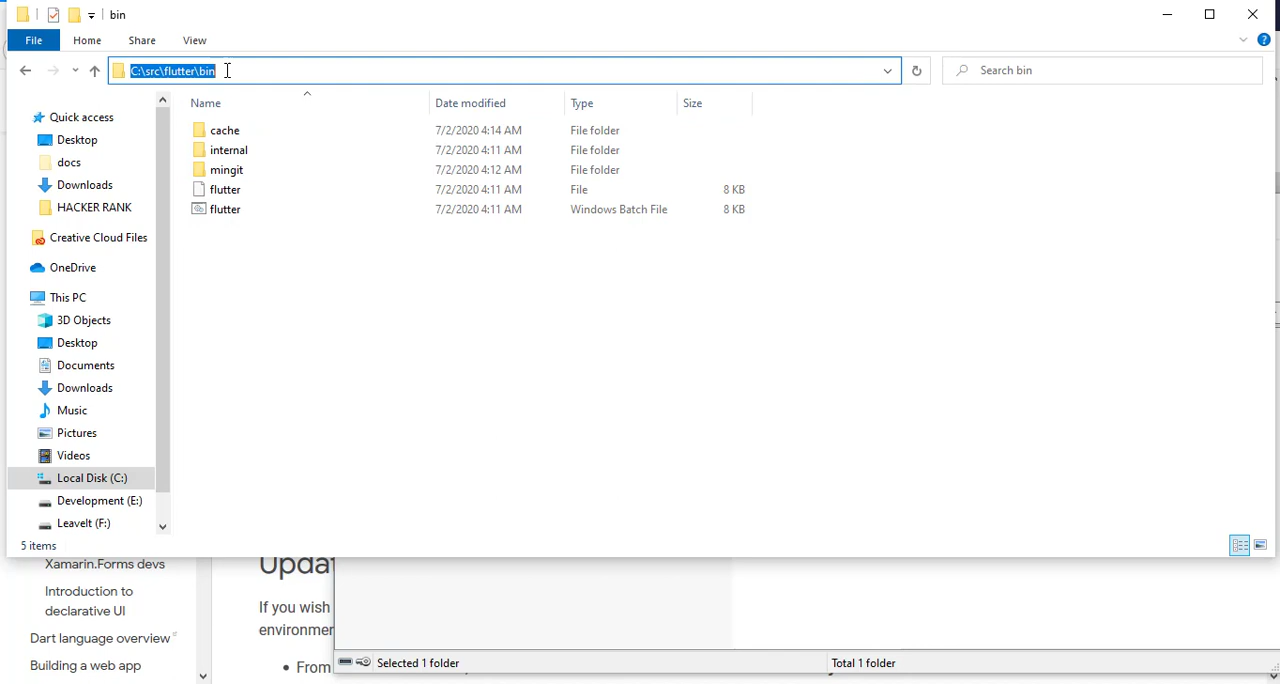 bin
File Home Share View
C:\src\flutter\bin
Search bin
Name Date modified Type Size
cache 7/2/2020 4:14 AM File folder
internal 7/2/2020 4:11 AM File folder
mingit 7/2/2020 4:12 AM File folder
flutter 7/2/2020 4:11 AM File 8 KB
flutter 7/2/2020 4:11 AM Windows Batch File 8 KB
Quick access
Desktop
docs
Downloads
HACKER RANK
Creative Cloud Files
OneDrive
This PC
3D Objects
Desktop
Documents
Downloads
Music
Pictures
Videos
Local Disk (C:)
Development (E:)
LeaveIt (F:)
5 items
Xamarin.Forms devs
Introduction to
declarative UI
Dart language overview
Building a web app
Updat
If you wish
environmer
From
Selected 1 folder
Total 1 folder